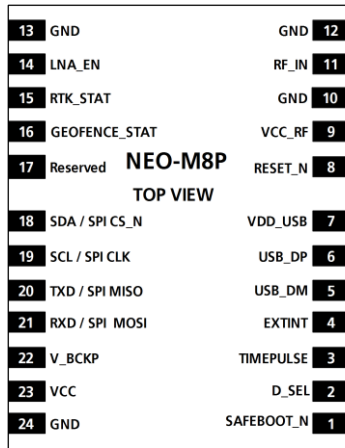 13 GND GND 12
14 LNA_EN RF_IN 11
15 RTK_STAT GND 10
16 GEOFENCE_STAT VCC_RF 9
17 Reserved NEO-M8P RESET_N 8
TOP VIEW
18 SDA / SPI CS_N VDD_USB 7
19 SCL / SPI CLK USB_DP 6
20 TXD / SPI MISO USB_DM 5
21 RXD / SPI MOSI EXTINT 4
22 V_BCKP TIMEPULSE 3
23 VCC D_SEL 2
24 GND SAFEBOOT_N 1